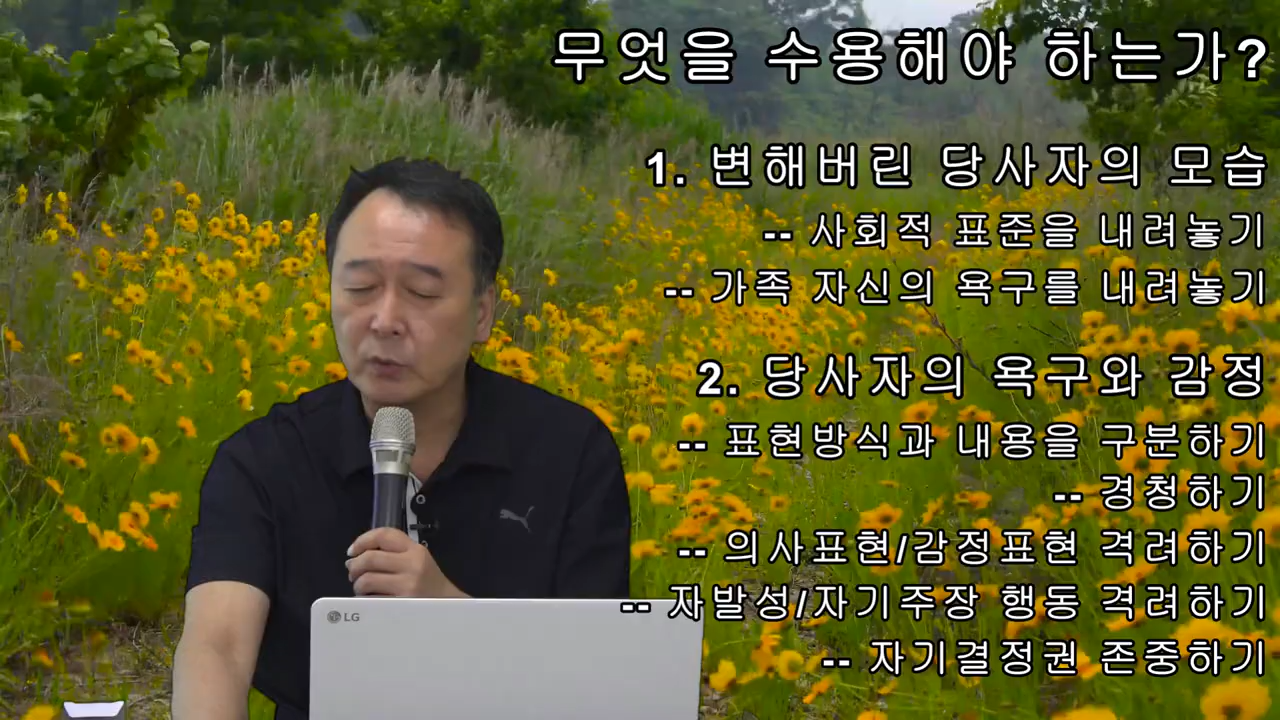 무엇을 수용해야 하는가?
1. 변해버린 당사자의 모습
-- 사회적 표준을 내려놓기
-- 가족 자신의 욕구를 내려놓기
2. 당사자의 욕구와 감정
-- 표현방식과 내용을 구분하기
-- 경청하기
-- 의사표현/감정표현 격려하기
-- 자발성/자기주장 행동 격려하기
-- 자기결정권 존중하기
LG